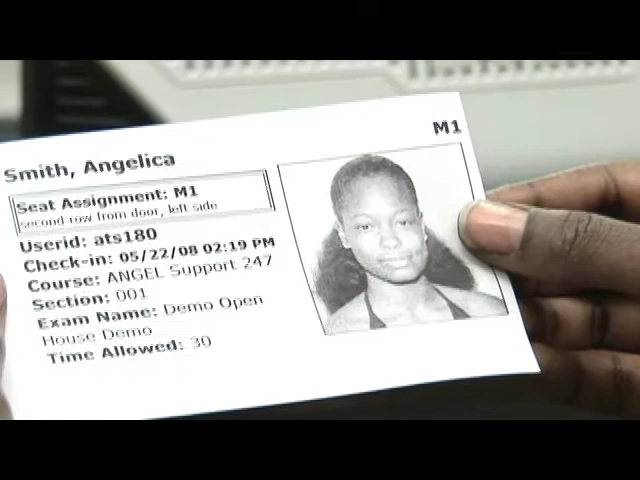 M1
Smith, Angelica
Seat Assignment: M1
second row from door, left side
Userid: ats180
Check-in: 05/22/08 02:19 PM
Course: ANGEL Support 247
Section: 001
Exam Name: Demo Open
House Demo
Time Allowed: 30